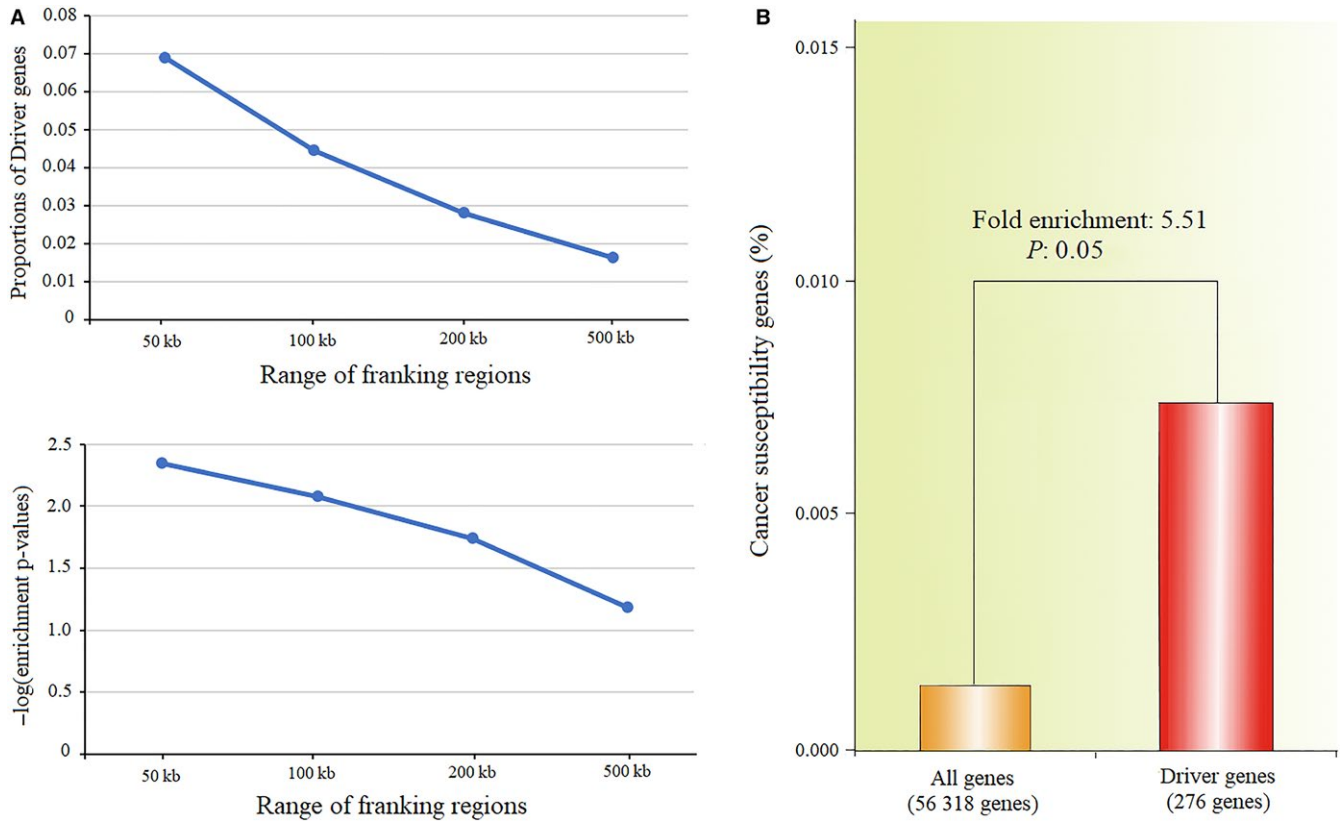 A
Proportions of Driver genes
0.08
0.07
0.06
0.05
0.04
0.03
0.02
0.01
0
50 kb 100 kb 200 kb 500 kb
Range of franking regions
–log(enrichment p-values)
2.5
2.0
1.5
1.0
0.5
0
50 kb 100 kb 200 kb 500 kb
Range of franking regions
B
Cancer susceptibility genes (%)
0.015
0.010
0.005
0.000
Fold enrichment: 5.51
P: 0.05
All genes
(56 318 genes)
Driver genes
(276 genes)